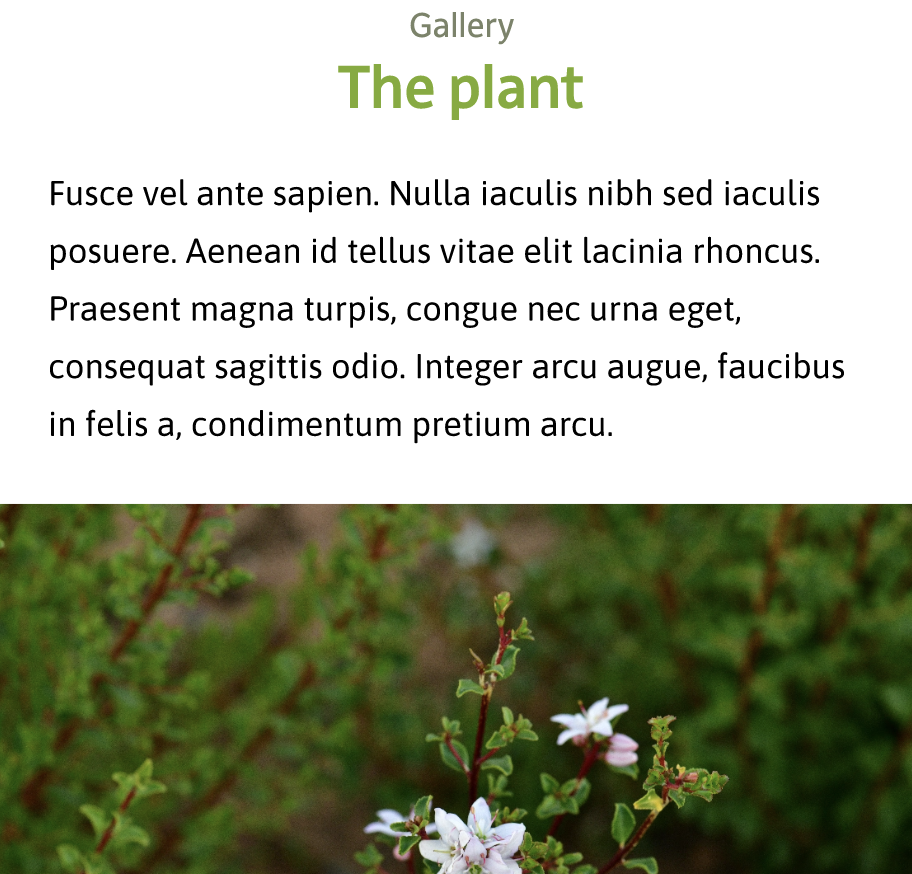 Gallery
The plant
Fusce vel ante sapien. Nulla iaculis nibh sed iaculis
posuere. Aenean id tellus vitae elit lacinia rhoncus.
Praesent magna turpis, congue nec urna eget,
consequat sagittis odio. Integer arcu augue, faucibus
in felis a, condimentum pretium arcu.